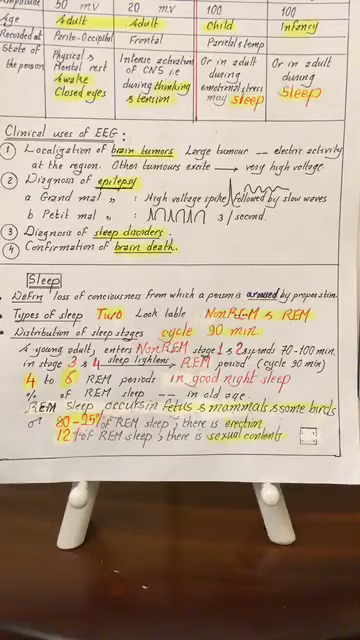 Amplitude 50 mv 20 mv 100 100
Age Adult Adult Child Infancy
Recorded at Parito-Occipital Frontal Parietal & temp
State of the person Physical & Mental rest Awake Closed eyes Intense activation of CNS i.e during thinking & tension Or in adult during emotional stress may sleep Or in adult during Sleep
Clinical uses of EEG :
① Localization of brain tumors Large tumour — electric activity
at the region. Other tumours excite → very high voltage.
② Diagnosis of epilepsy
a Grand mal " : High voltage spike followed by slow waves
b Petit mal " : 3/second.
③ Diagnosis of sleep disorders.
④ Confirmation of brain death.
Sleep
• Defin loss of conciousness from which a person is aroused by proper stim.
• Types of sleep Two Look table NonREM & REM
• Distribution of sleep stages cycle 90 min.
A young adult, enters NonREM stage 1 & 2 spends 70-100 min.
in stage 3 & 4 sleep lightens, REM period (cycle 90 min)
4 to 6 REM periods in good night sleep
% of REM sleep -- in old age.
REM sleep occurs in fetus & mammals & some birds
80-95% of REM sleep ; there is erection
12% of REM sleep ; there is sexual contents